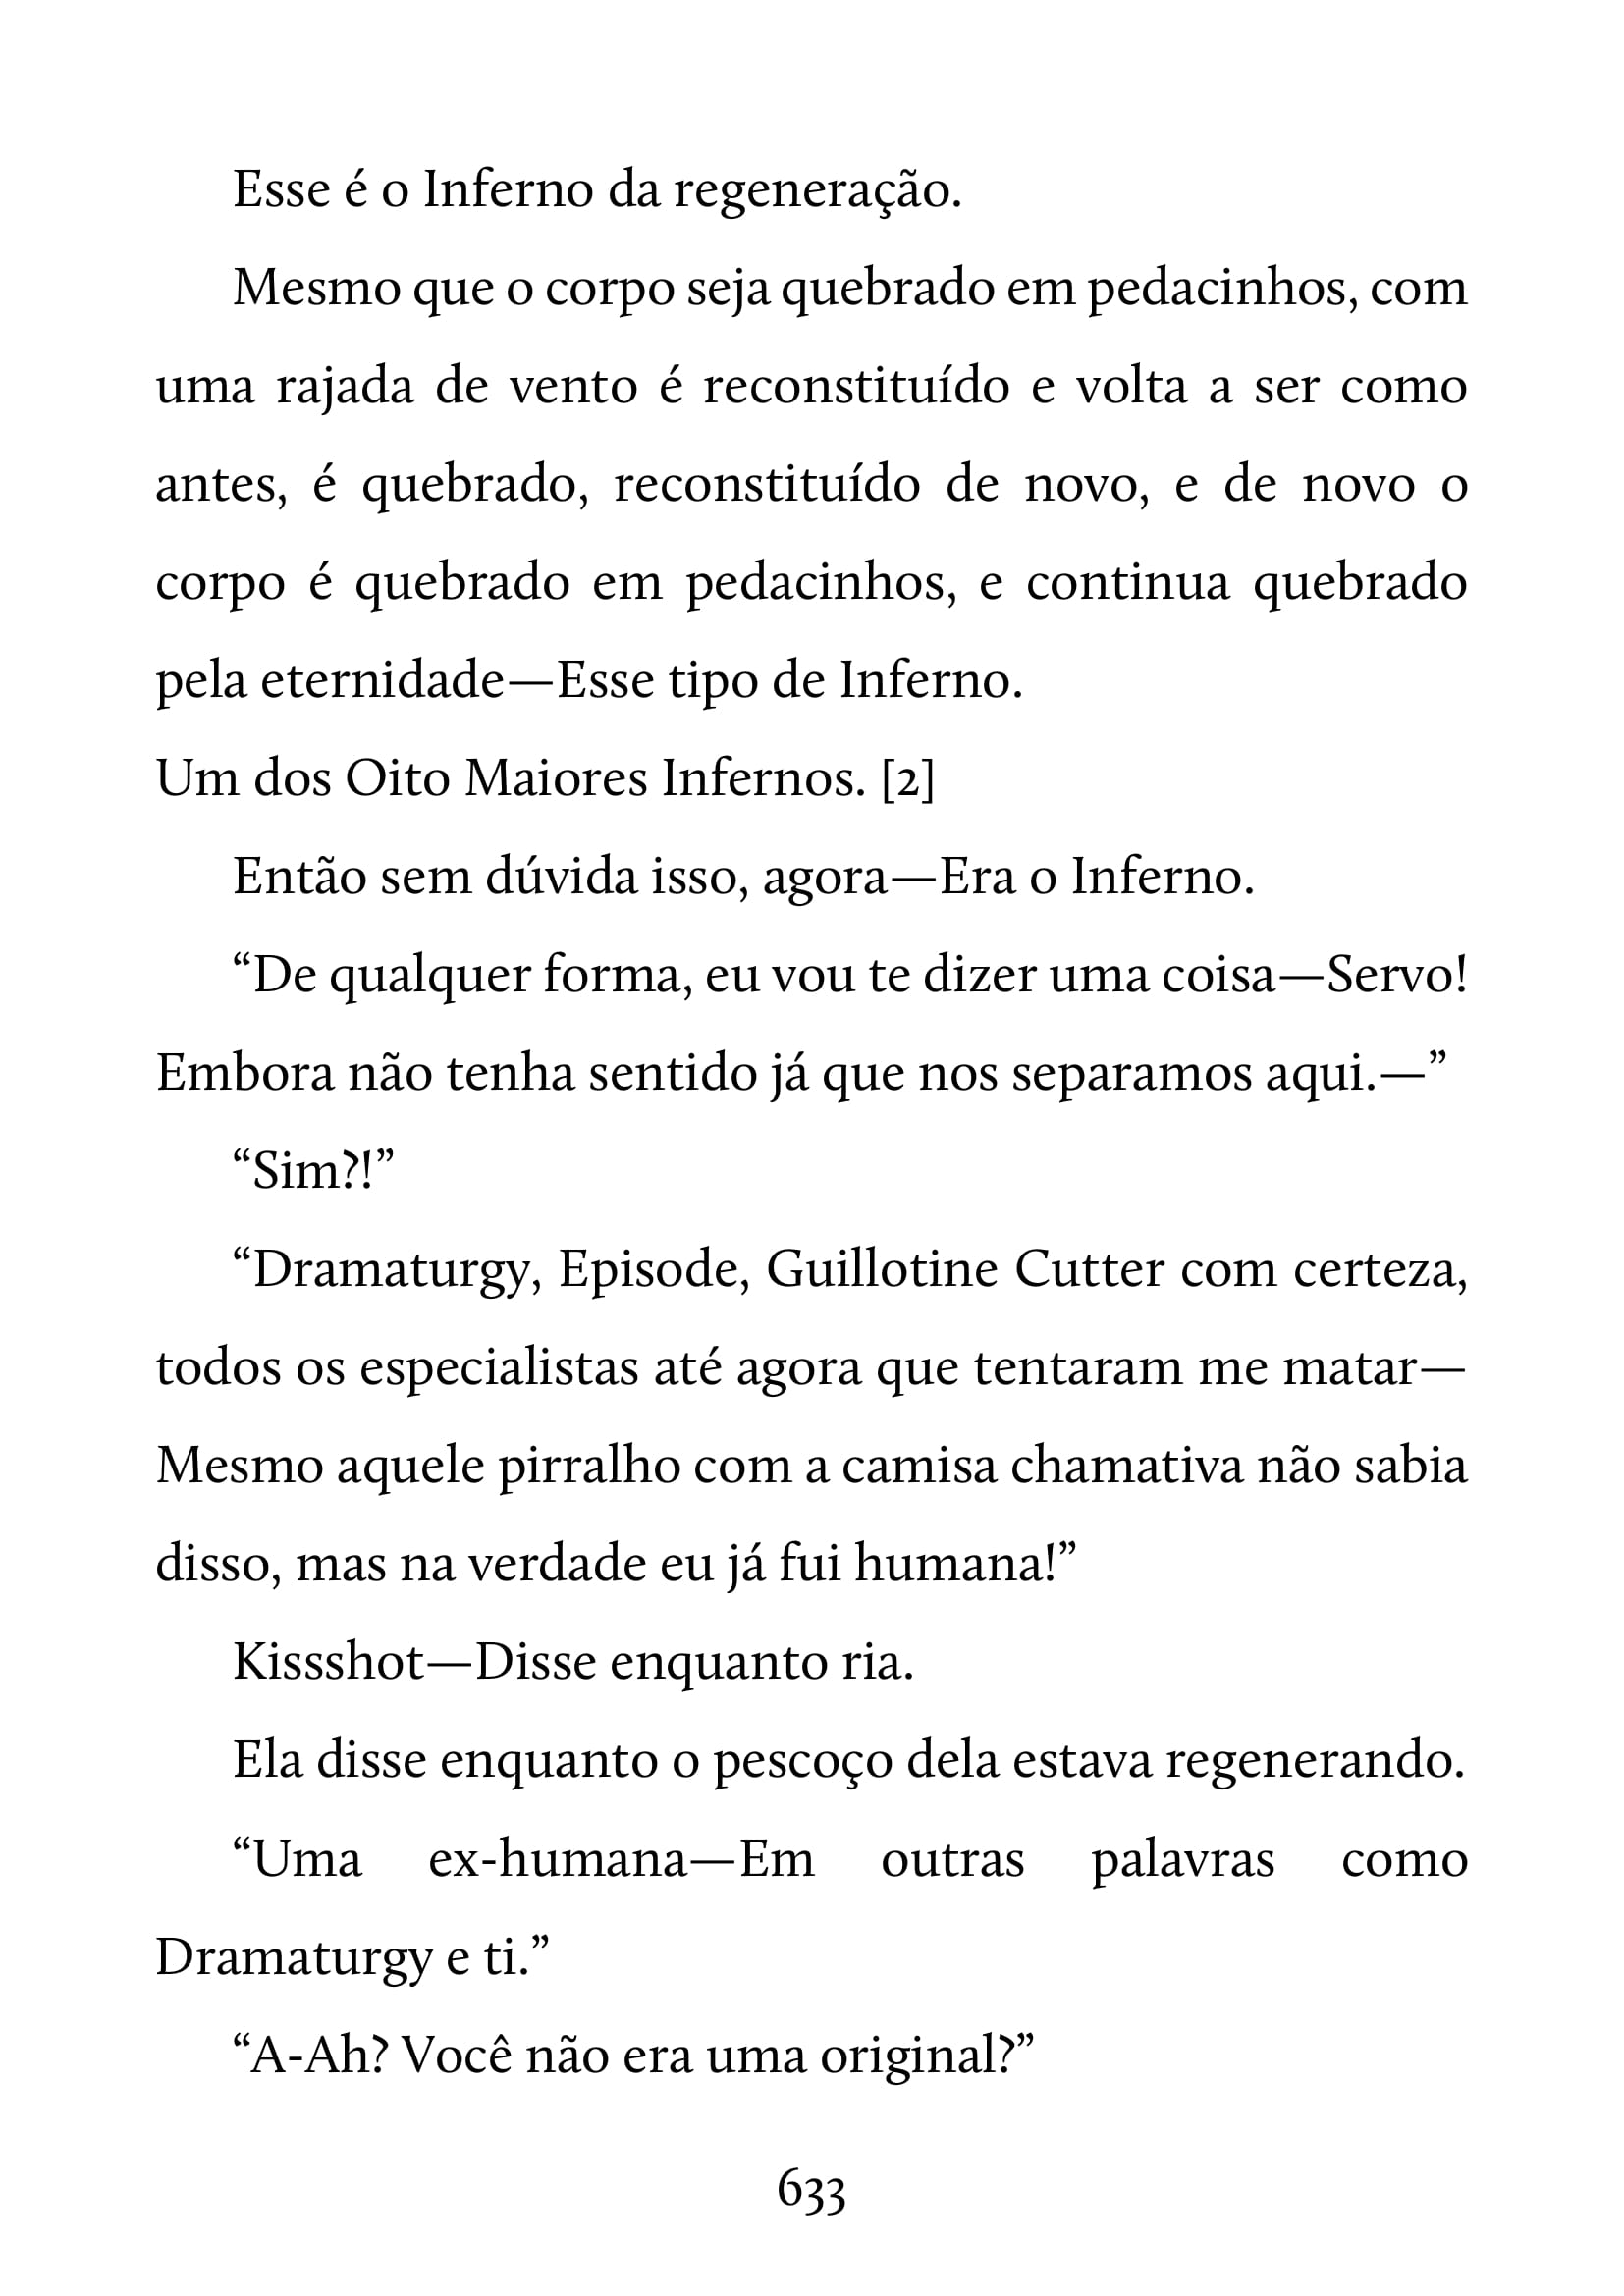 Esse é o Inferno da regeneração.
Mesmo que o corpo seja quebrado em pedacinhos, com
uma rajada de vento é reconstituído e volta a ser como
antes, é quebrado, reconstituído de novo, e de novo o
corpo é quebrado em pedacinhos, e continua quebrado
pela eternidade—Esse tipo de Inferno.
Um dos Oito Maiores Infernos. [2]
Então sem dúvida isso, agora—Era o Inferno.
“De qualquer forma, eu vou te dizer uma coisa—Servo!
Embora não tenha sentido já que nos separamos aqui.—”
“Sim?!”
“Dramaturgy, Episode, Guillotine Cutter com certeza,
todos os especialistas até agora que tentaram me matar—
Mesmo aquele pirralho com a camisa chamativa não sabia
disso, mas na verdade eu já fui humana!”
Kissshot—Disse enquanto ria.
Ela disse enquanto o pescoço dela estava regenerando.
“Uma ex-humana—Em outras palavras como
Dramaturgy e ti.”
“A-Ah? Você não era uma original?”
633